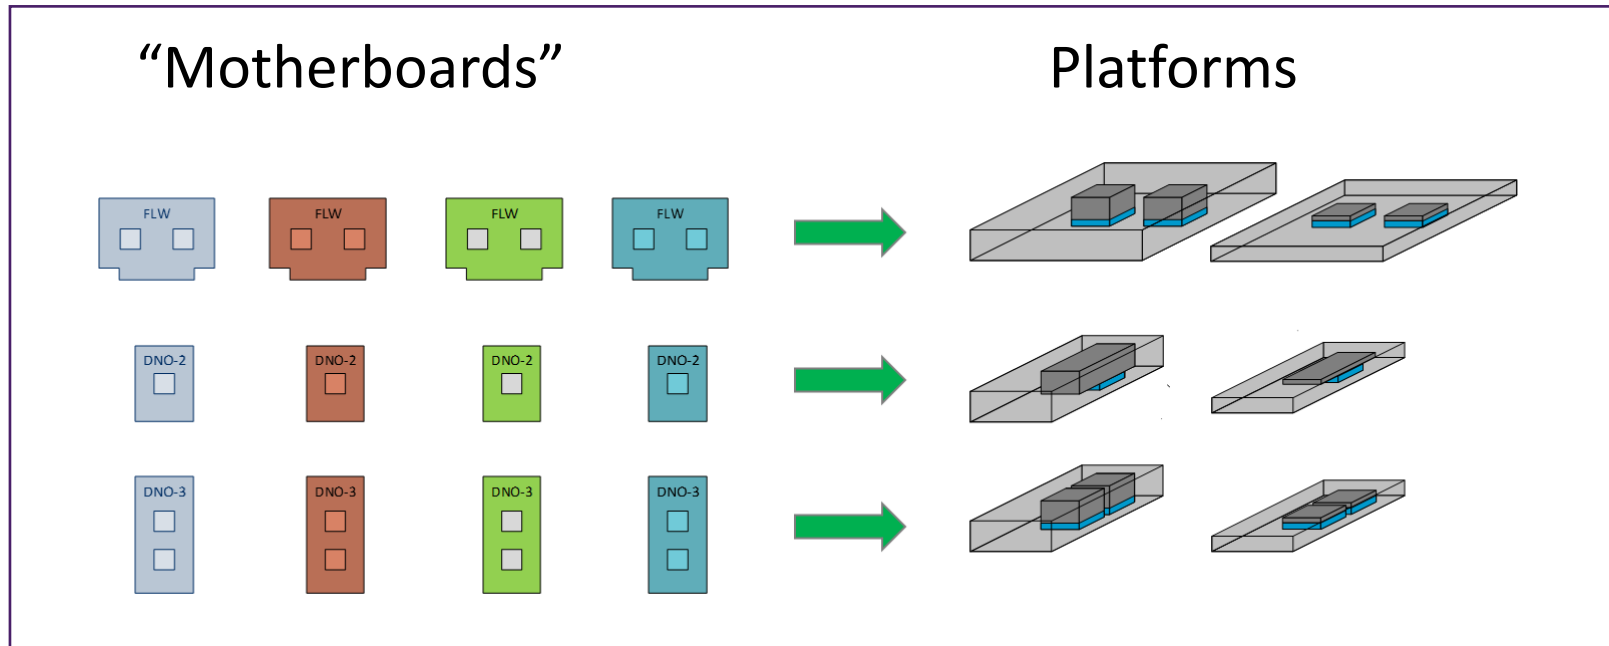 “Motherboards”
Platforms
FLW FLW FLW FLW
DNO-2 DNO-2 DNO-2 DNO-2
DNO-3 DNO-3 DNO-3 DNO-3